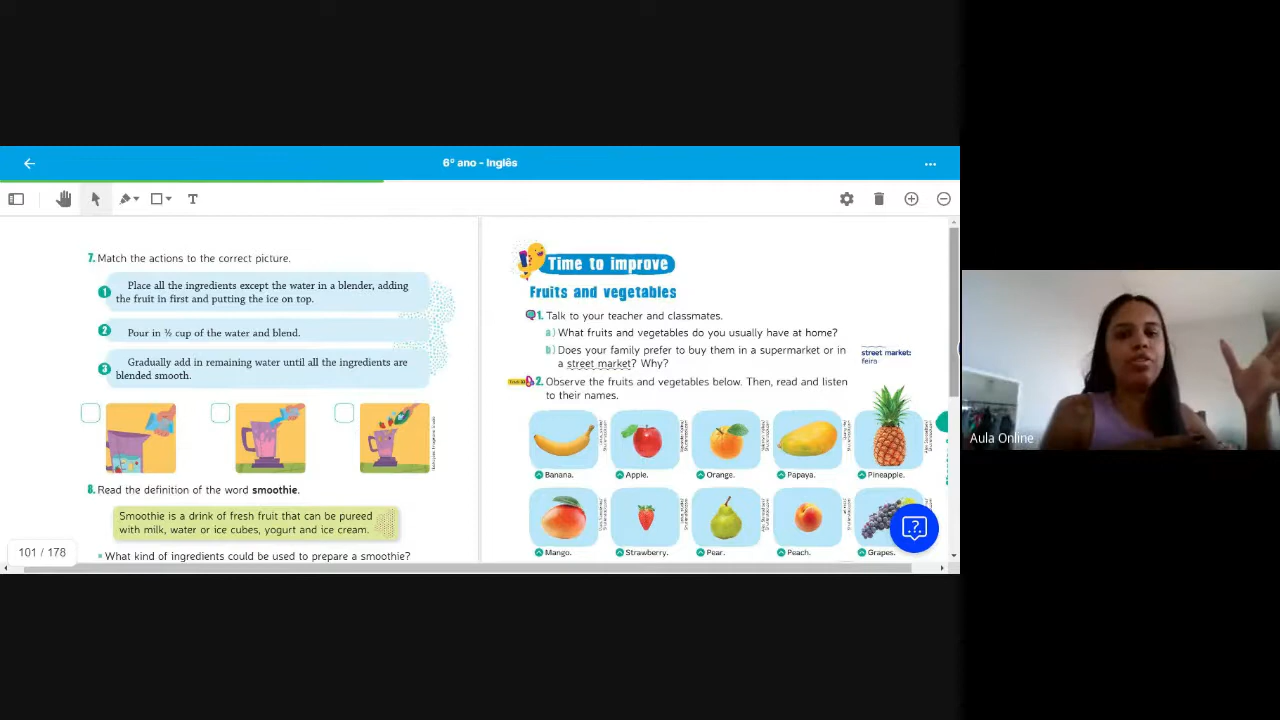 6º ano - Inglês
T
7. Match the actions to the correct picture.
1
Place all the ingredients except the water in a blender, adding
the fruit in first and putting the ice on top.
2
Pour in ½ cup of the water and blend.
3
Gradually add in remaining water until all the ingredients are
blended smooth.
8. Read the definition of the word smoothie.
Smoothie is a drink of fresh fruit that can be pureed
with milk, water or ice cubes, yogurt and ice cream.
What kind of ingredients could be used to prepare a smoothie?
101 / 178
Time to improve
Fruits and vegetables
1. Talk to your teacher and classmates.
a) What fruits and vegetables do you usually have at home?
b) Does your family prefer to buy them in a supermarket or in
a street market? Why?
street market:
feira
2. Observe the fruits and vegetables below. Then, read and listen
to their names.
Banana.
Apple.
Orange.
Papaya.
Pineapple.
Mango.
Strawberry.
Pear.
Peach.
Grapes.
Aula Online